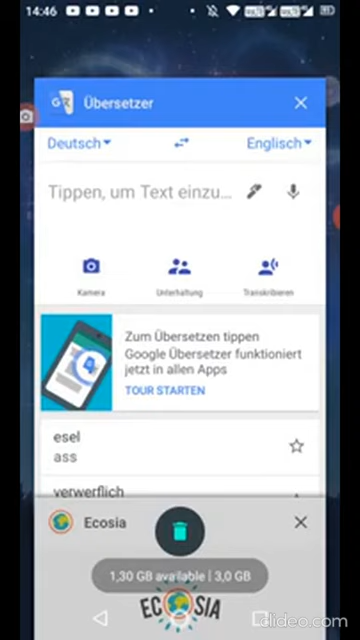 14:46
Übersetzer
Deutsch
Englisch
Tippen, um Text einzu...
Kamera
Unterhaltung
Transkribieren
Zum Übersetzen tippen
Google Übersetzer funktioniert
jetzt in allen Apps
TOUR STARTEN
esel
ass
verwerflich
Ecosia
1,30 GB available | 3,0 GB
ECOSIA
clideo.com